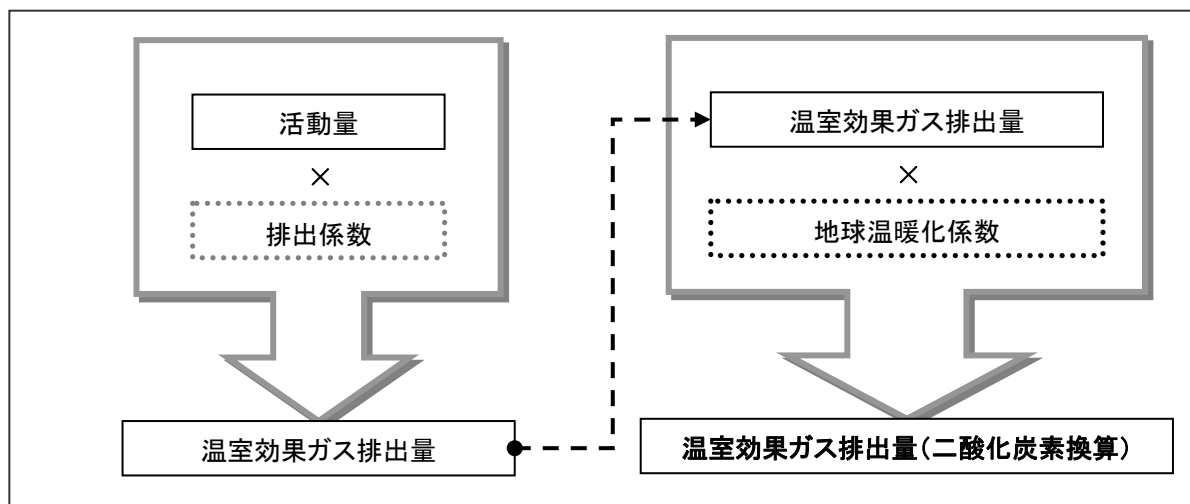 活動量
×
排出係数
温室効果ガス排出量
温室効果ガス排出量
×
地球温暖化係数
温室効果ガス排出量(二酸化炭素換算)